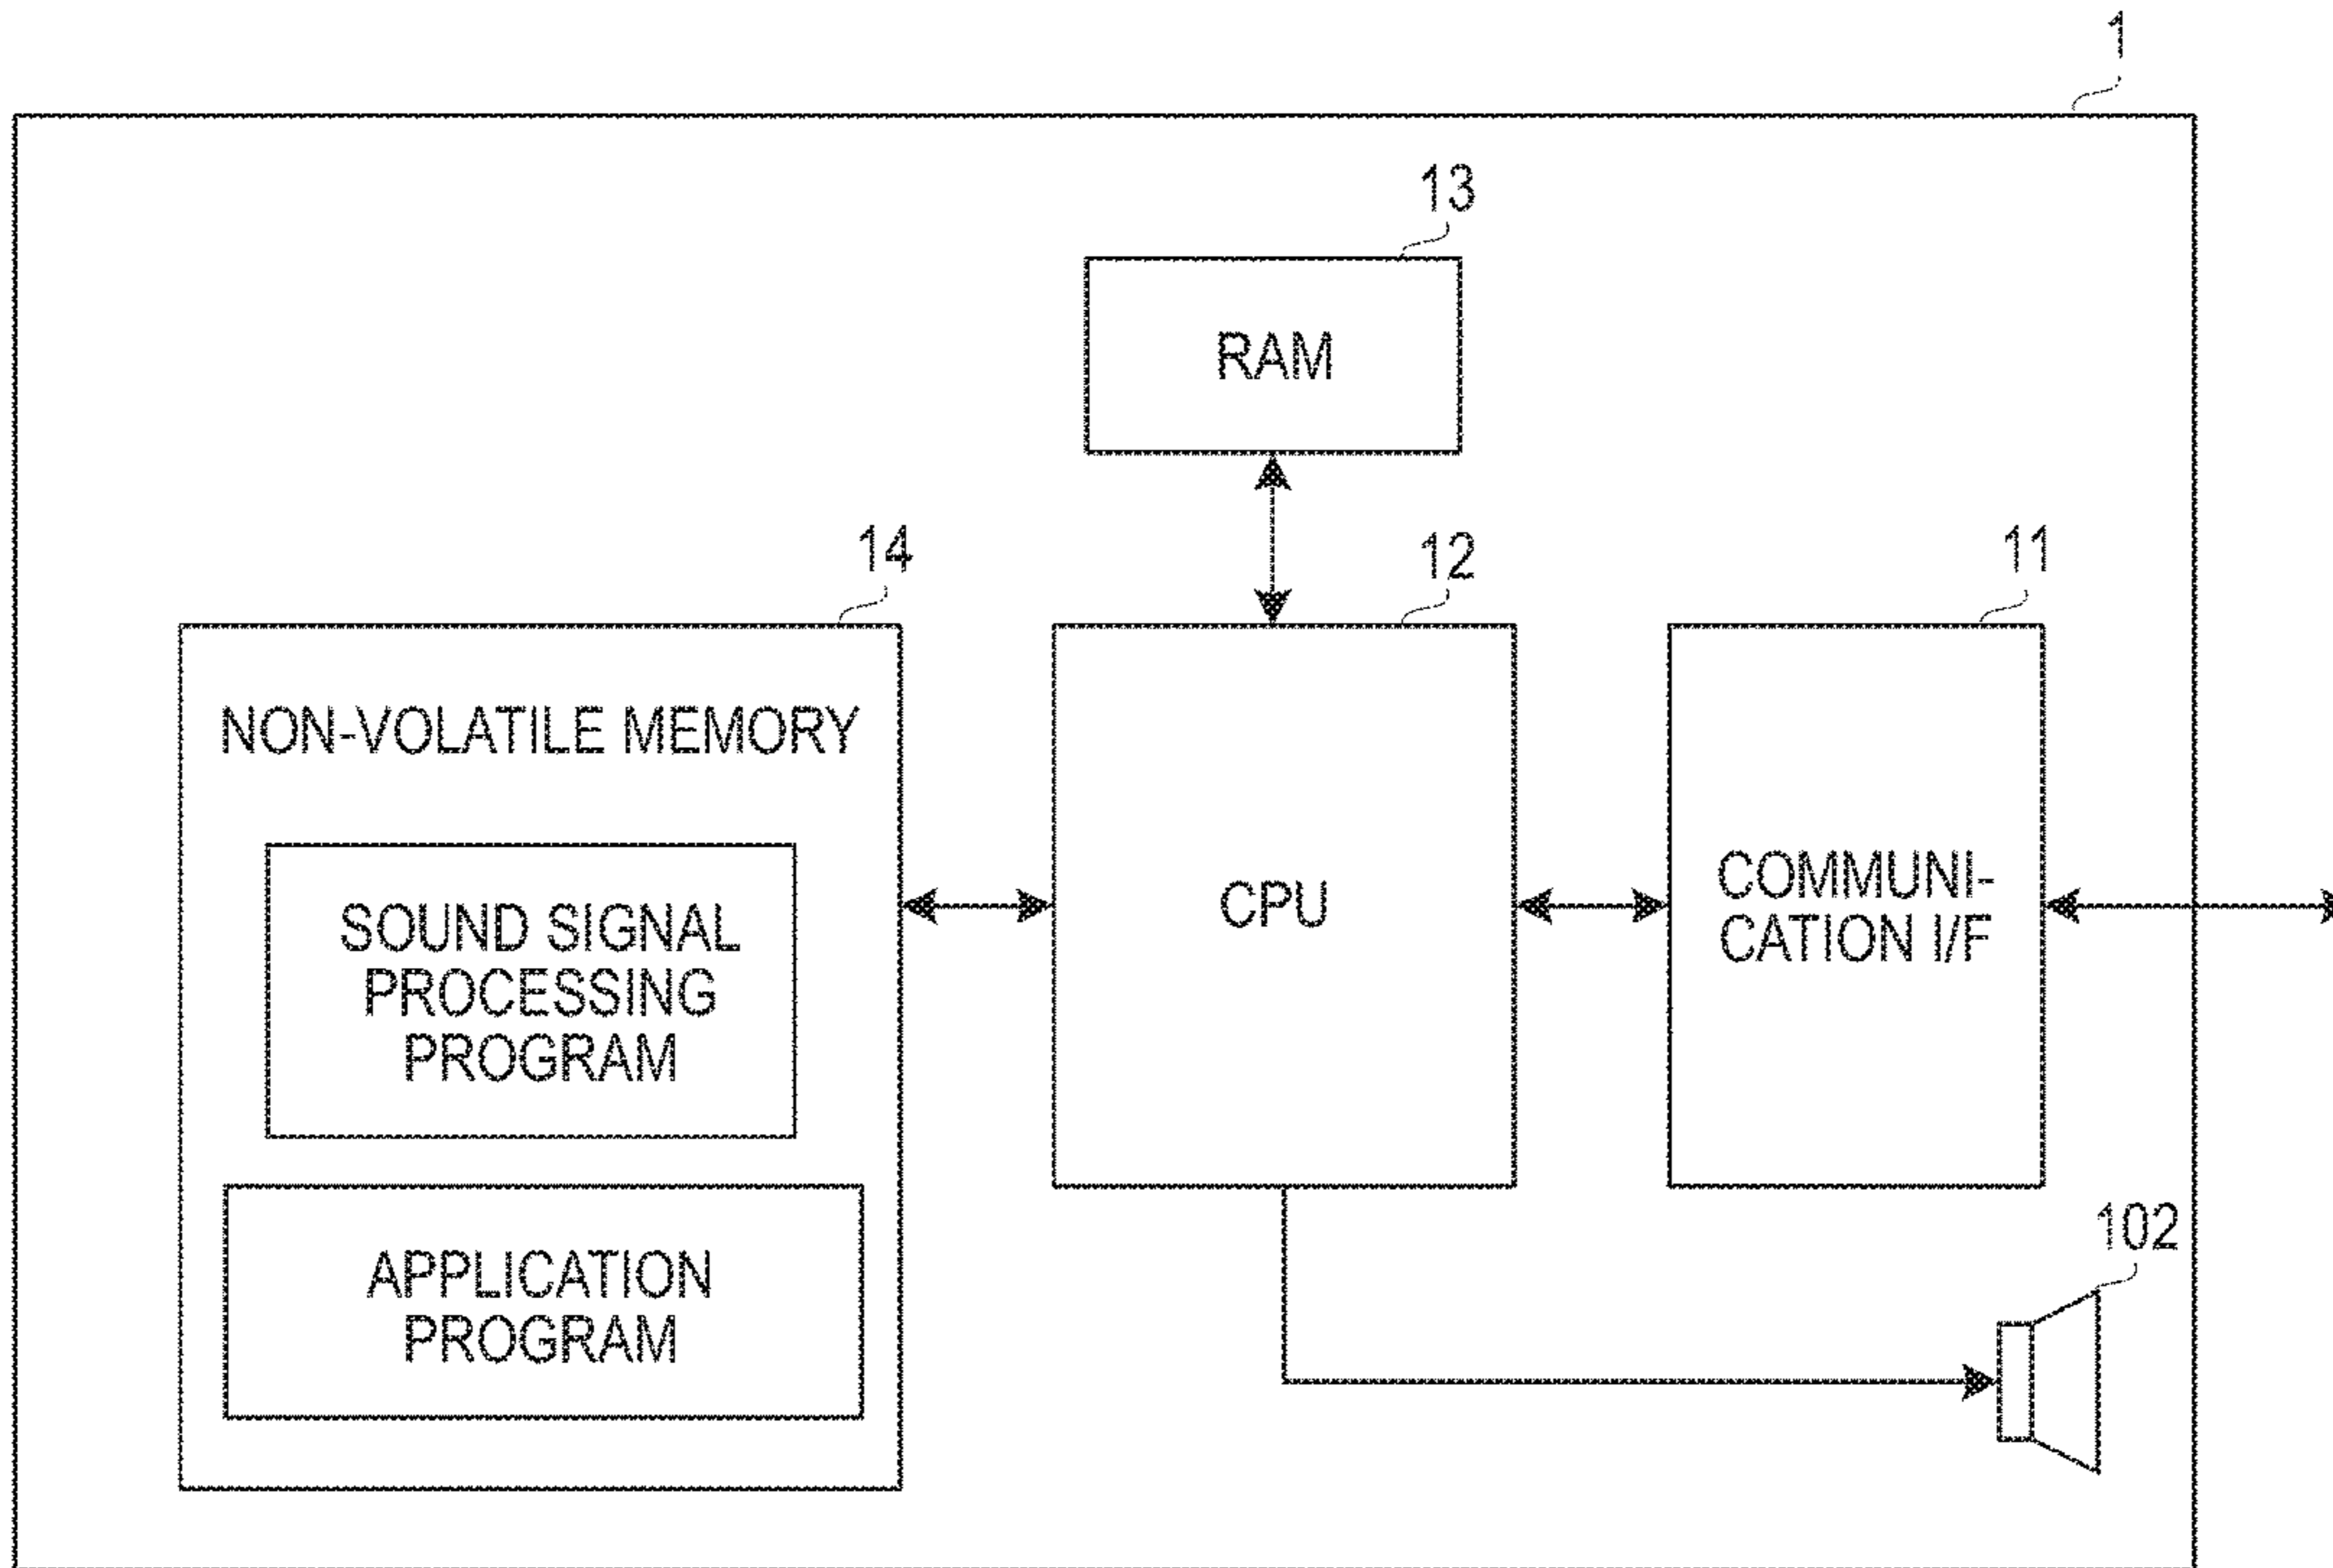 1
13
RAM
14
12
11
NON-VOLATILE MEMORY
SOUND SIGNAL
PROCESSING
PROGRAM
CPU
COMMUNI-
CATION I/F
APPLICATION
PROGRAM
102